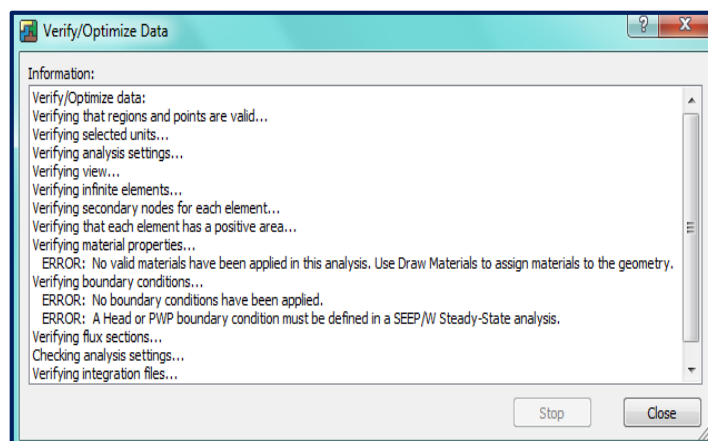 Verify/Optimize Data
Information:
Verify/Optimize data:
Verifying that regions and points are valid...
Verifying selected units...
Verifying analysis settings...
Verifying view...
Verifying infinite elements...
Verifying secondary nodes for each element...
Verifying that each element has a positive area...
Verifying material properties...
ERROR: No valid materials have been applied in this analysis. Use Draw Materials to assign materials to the geometry.
Verifying boundary conditions...
ERROR: No boundary conditions have been applied.
ERROR: A Head or PWP boundary condition must be defined in a SEEP/W Steady-State analysis.
Verifying flux sections...
Checking analysis settings...
Verifying integration files...
Stop
Close